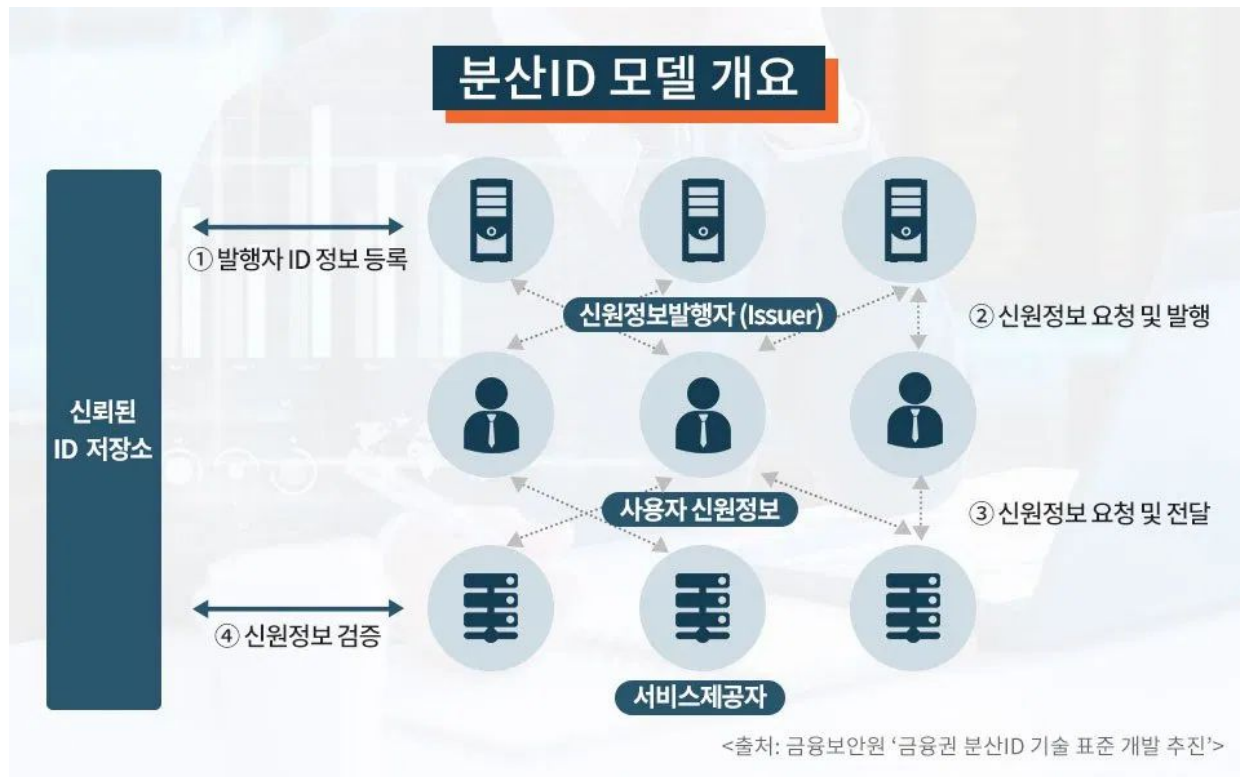 분산ID 모델 개요
① 발행자 ID 정보 등록
신원정보발행자 (Issuer)
② 신원정보 요청 및 발행
신뢰된
ID 저장소
사용자 신원정보
③ 신원정보 요청 및 전달
④ 신원정보 검증
서비스제공자
<출처: 금융보안원 ‘금융권 분산ID 기술 표준 개발 추진’>